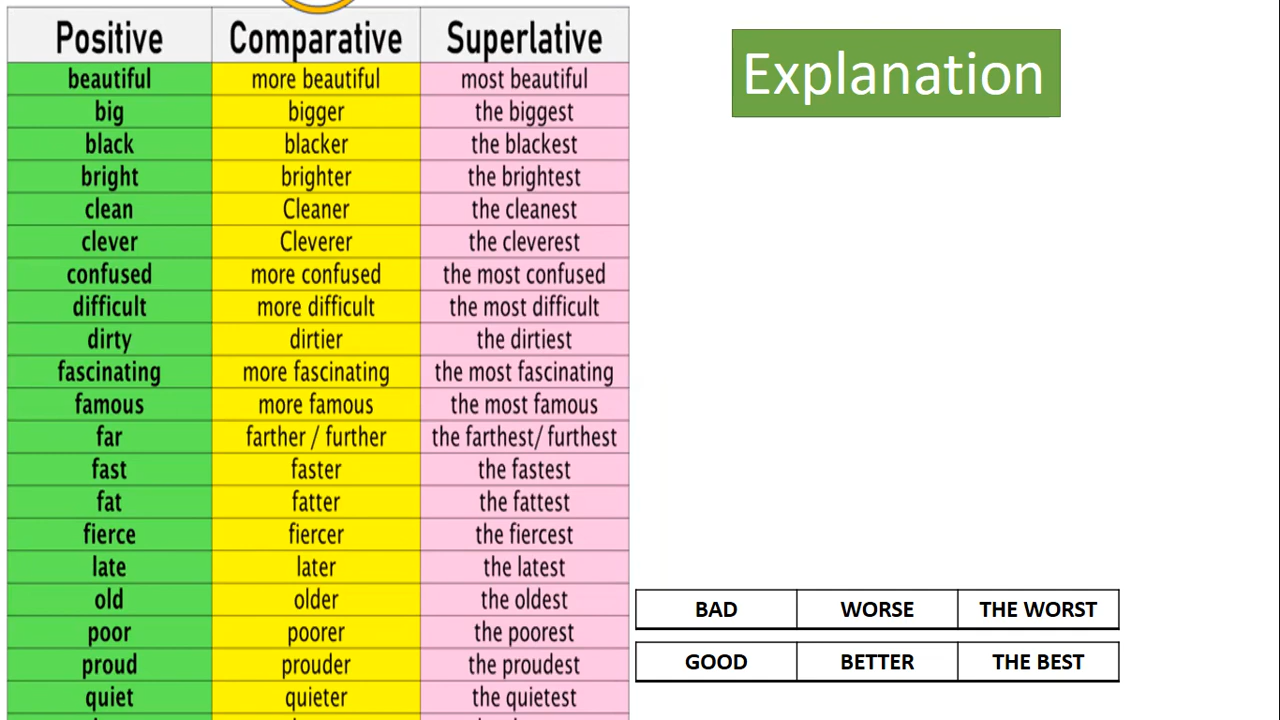 Positive Comparative Superlative
beautiful more beautiful most beautiful
big bigger the biggest
black blacker the blackest
bright brighter the brightest
clean Cleaner the cleanest
clever Cleverer the cleverest
confused more confused the most confused
difficult more difficult the most difficult
dirty dirtier the dirtiest
fascinating more fascinating the most fascinating
famous more famous the most famous
far farther / further the farthest/ furthest
fast faster the fastest
fat fatter the fattest
fierce fiercer the fiercest
late later the latest
old older the oldest
poor poorer the poorest
proud prouder the proudest
quiet quieter the quietest
Explanation
BAD WORSE THE WORST
GOOD BETTER THE BEST